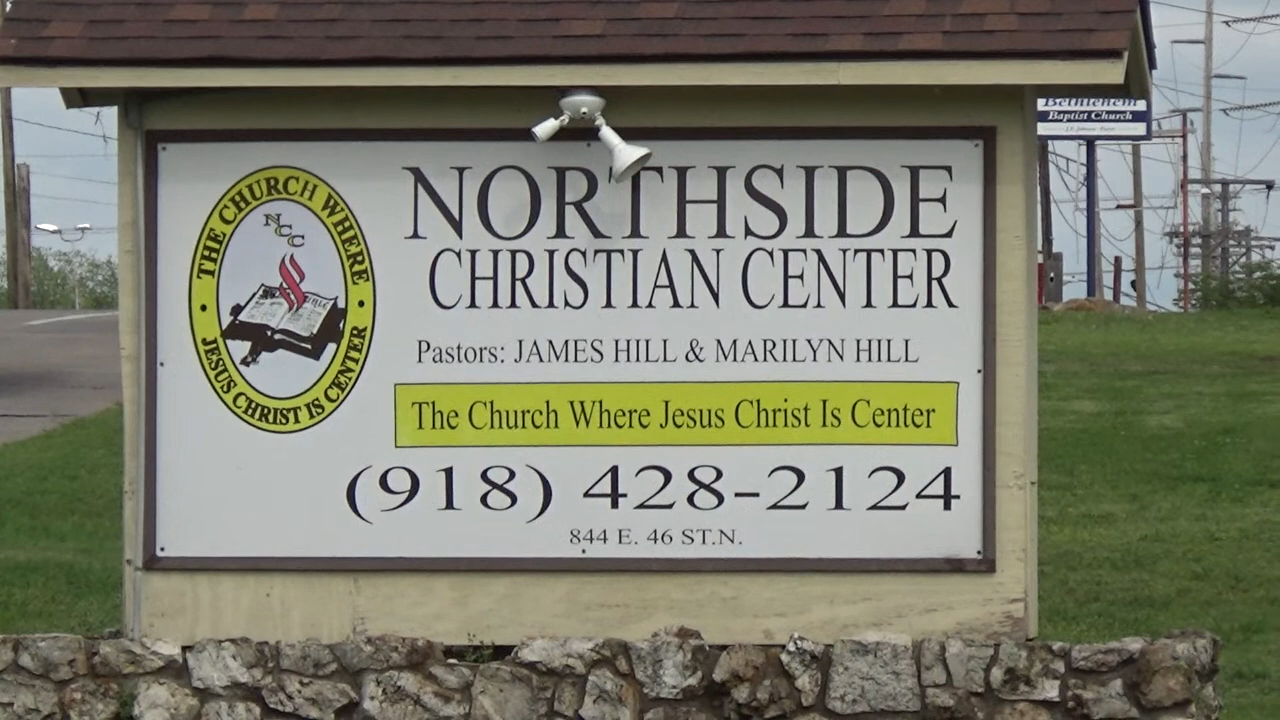 THE CHURCH WHERE
NCC
BIBLE
JESUS CHRIST IS CENTER
NORTHSIDE
CHRISTIAN CENTER
Pastors: JAMES HILL & MARILYN HILL
The Church Where Jesus Christ Is Center
(918) 428-2124
844 E. 46 ST.N.
Bethlehem
Baptist Church